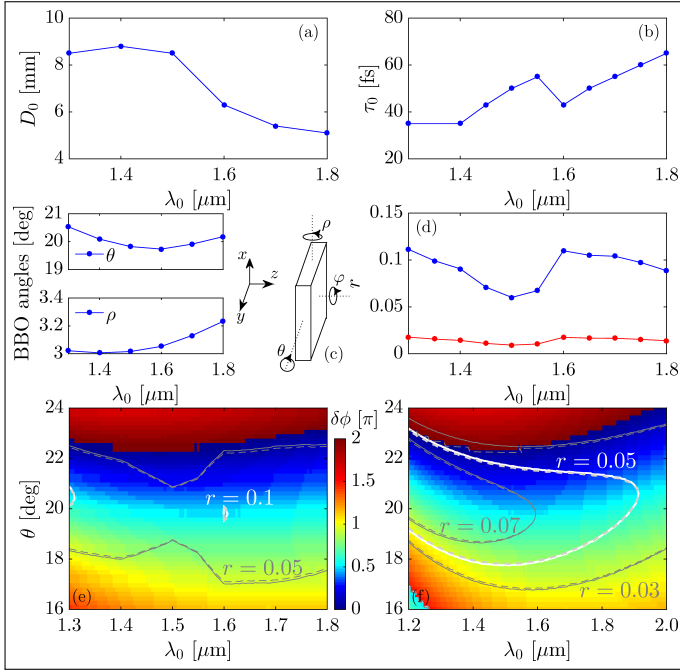 10
8
6
4
D₀ [mm]
(a)
1.4
1.6
1.8
λ₀ [μm]
80
60
40
20
τ₀ [fs]
(b)
1.4
1.6
1.8
λ₀ [μm]
BBO angles [deg]
21
20
19
θ
3.4
3.2
3
ρ
1.4
1.6
1.8
λ₀ [μm]
x
z
y
ρ
φ
θ
(c)
r
0.15
0.1
0.05
0
(d)
1.4
1.6
1.8
λ₀ [μm]
θ [deg]
24
22
20
18
16
r = 0.1
r = 0.05
(e)
1.3
1.4
1.5
1.6
1.7
1.8
λ₀ [μm]
δϕ [π]
2
1.5
1
0.5
0
24
22
20
18
16
r = 0.05
r = 0.07
r = 0.03
(f)
1.2
1.4
1.6
1.8
2.0
λ₀ [μm]